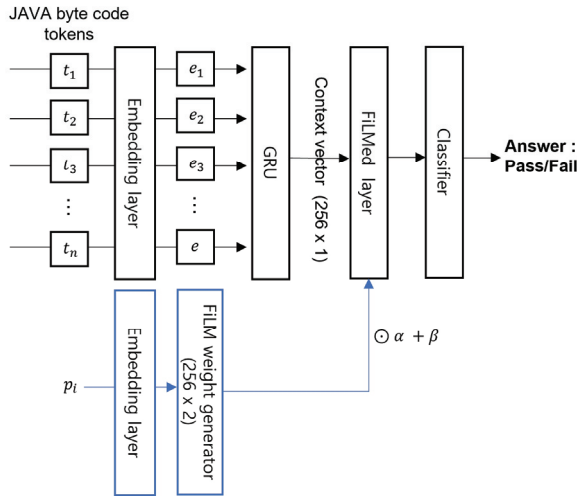 JAVA byte code
tokens
t₁
e₁
t₂
e₂
t₃
e₃
...
...
tₙ
e
Embedding layer
GRU
Context vector (256 x 1)
FiLMed layer
Classifier
Answer :
Pass/Fail
pᵢ
Embedding layer
FiLM weight generator
(256 x 2)
⊙ α + β